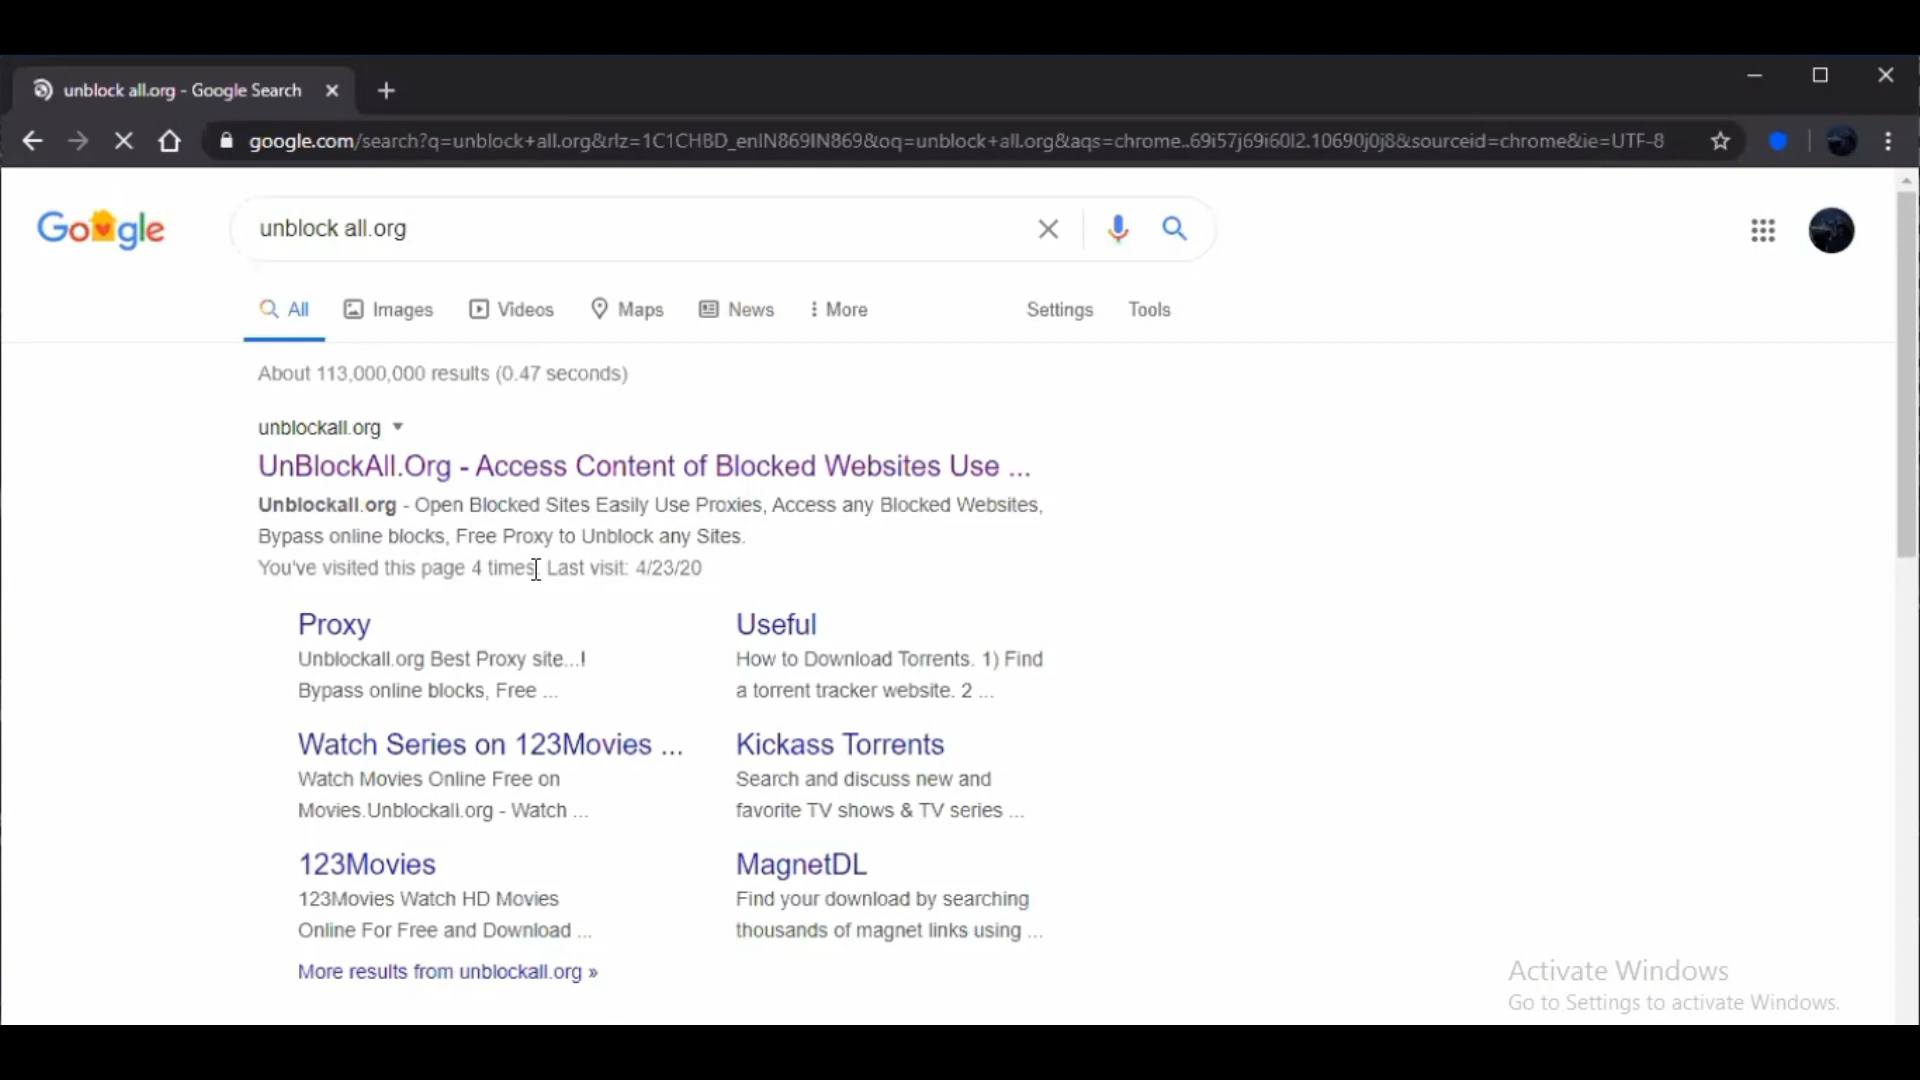 unblock all.org - Google Search
google.com/search?q=unblock+all.org&rlz=1C1CHBD_enIN869IN869&oq=unblock+all.org&aqs=chrome..69i57j69i60l2.10690j0j8&sourceid=chrome&ie=UTF-8
Google
unblock all.org
All Images Videos Maps News More Settings Tools
About 113,000,000 results (0.47 seconds)
unblockall.org
UnBlockAll.Org - Access Content of Blocked Websites Use ...
Unblockall.org - Open Blocked Sites Easily Use Proxies, Access any Blocked Websites,
Bypass online blocks, Free Proxy to Unblock any Sites.
You've visited this page 4 times. Last visit: 4/23/20
Proxy
Unblockall.org Best Proxy site...!
Bypass online blocks, Free ...
Useful
How to Download Torrents. 1) Find
a torrent tracker website. 2 ...
Watch Series on 123Movies ...
Watch Movies Online Free on
Movies.Unblockall.org - Watch ...
Kickass Torrents
Search and discuss new and
favorite TV shows & TV series ...
123Movies
123Movies Watch HD Movies
Online For Free and Download ...
MagnetDL
Find your download by searching
thousands of magnet links using ...
More results from unblockall.org »
Activate Windows
Go to Settings to activate Windows.